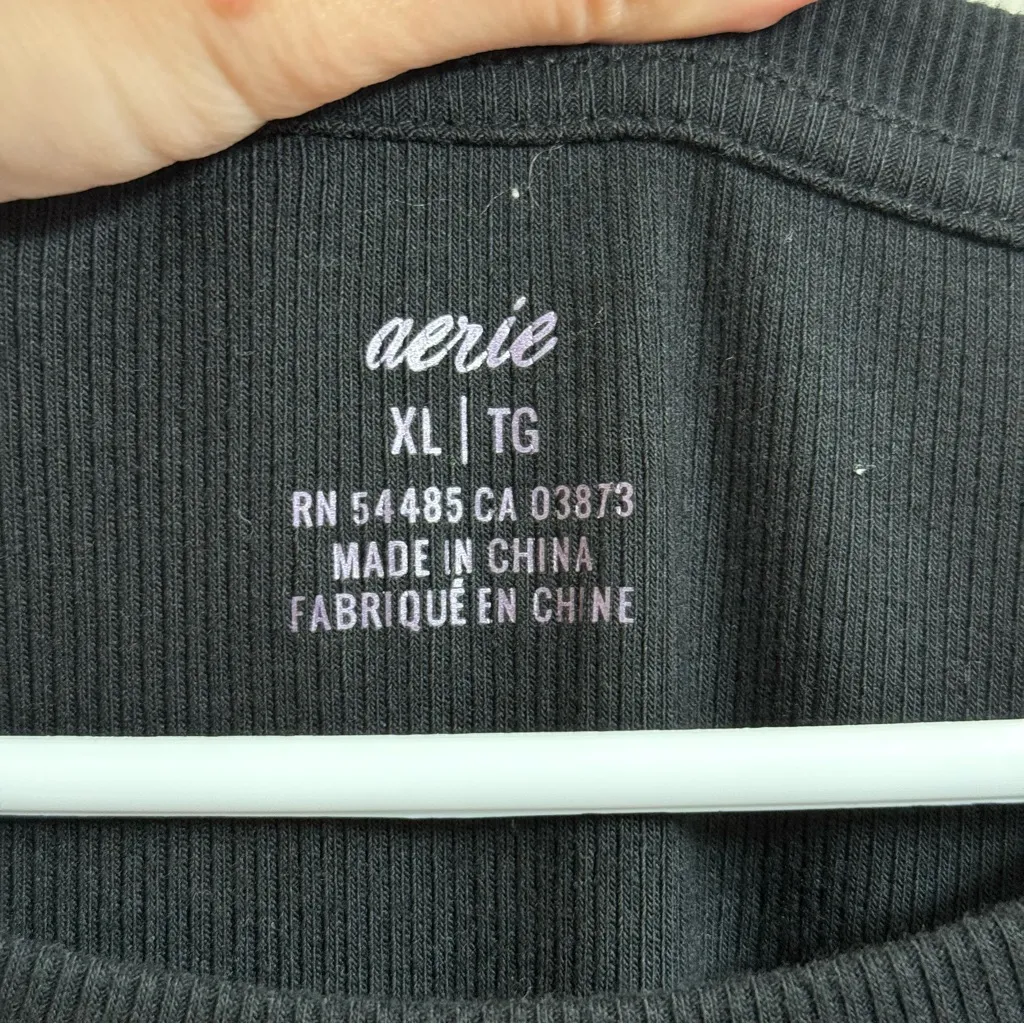 aerie
XL | TG
RN 54485 CA 03873
MADE IN CHINA
FABRIQUÉ EN CHINE